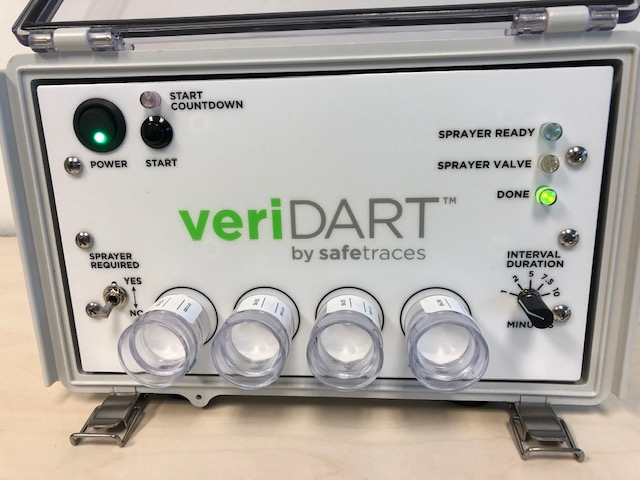 START
COUNTDOWN
POWER
START
SPRAYER READY
SPRAYER VALVE
DONE
veriDART™
by safetraces
SPRAYER
REQUIRED
YES
NO
INTERVAL
DURATION
1 2 5 7.5 10